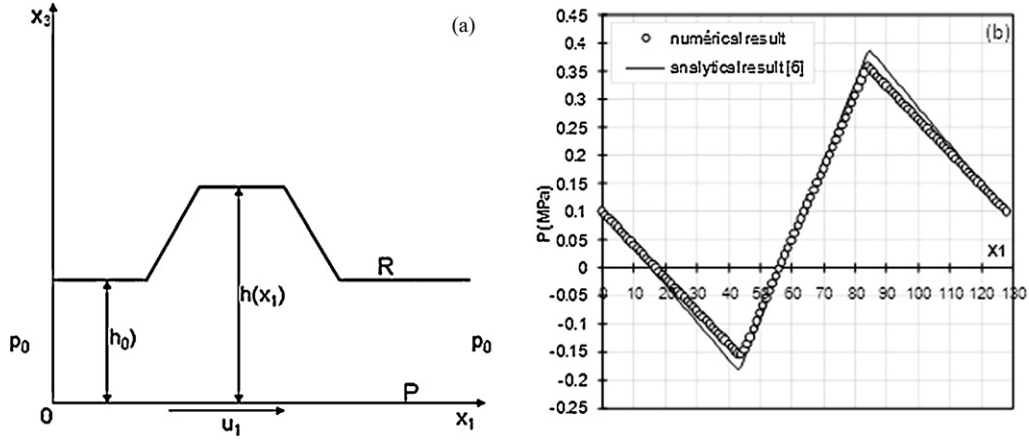 x₃
(a)
R
h(x₁)
h₀)
p₀
p₀
P
0
u₁
x₁
0.45
0.4
0.35
0.3
0.25
0.2
0.15
0.1
0.05
0
-0.05
-0.1
-0.15
-0.2
-0.25
P(MPa)
(b)
numérical result
analytical result [6]
X1
0 10 20 30 40 50 60 70 80 90 100 110 120 130